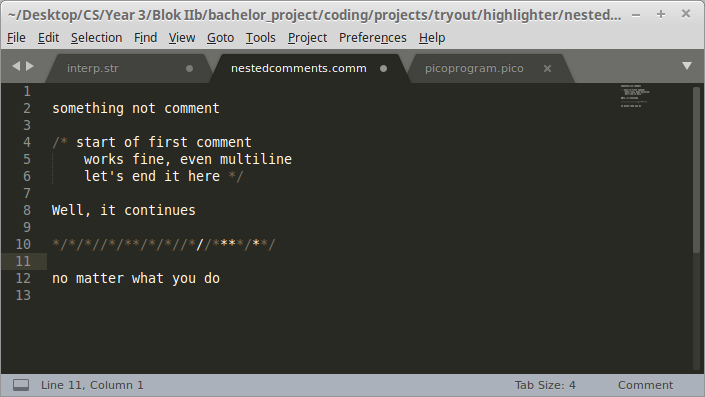 ~/Desktop/CS/Year 3/Blok IIb/bachelor_project/coding/projects/tryout/highlighter/nested...
File Edit Selection Find View Goto Tools Project Preferences Help
interp.str nestedcomments.comm picoprogram.pico
1
2 something not comment
3
4 /* start of first comment
5 works fine, even multiline
6 let's end it here */
7
8 Well, it continues
9
10 */*/*//*/**/*/*//*//****/**/
11
12 no matter what you do
13
Line 11, Column 1 Tab Size: 4 Comment